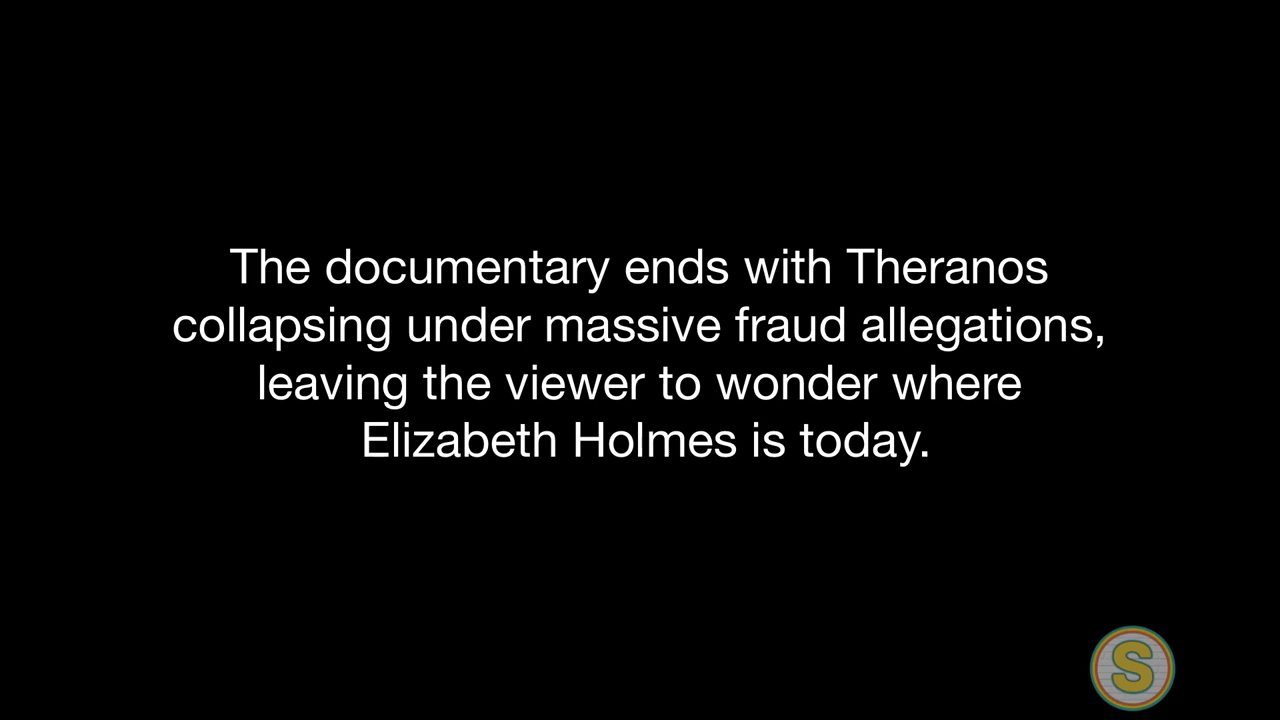 The documentary ends with Theranos
collapsing under massive fraud allegations,
leaving the viewer to wonder where
Elizabeth Holmes is today.
S